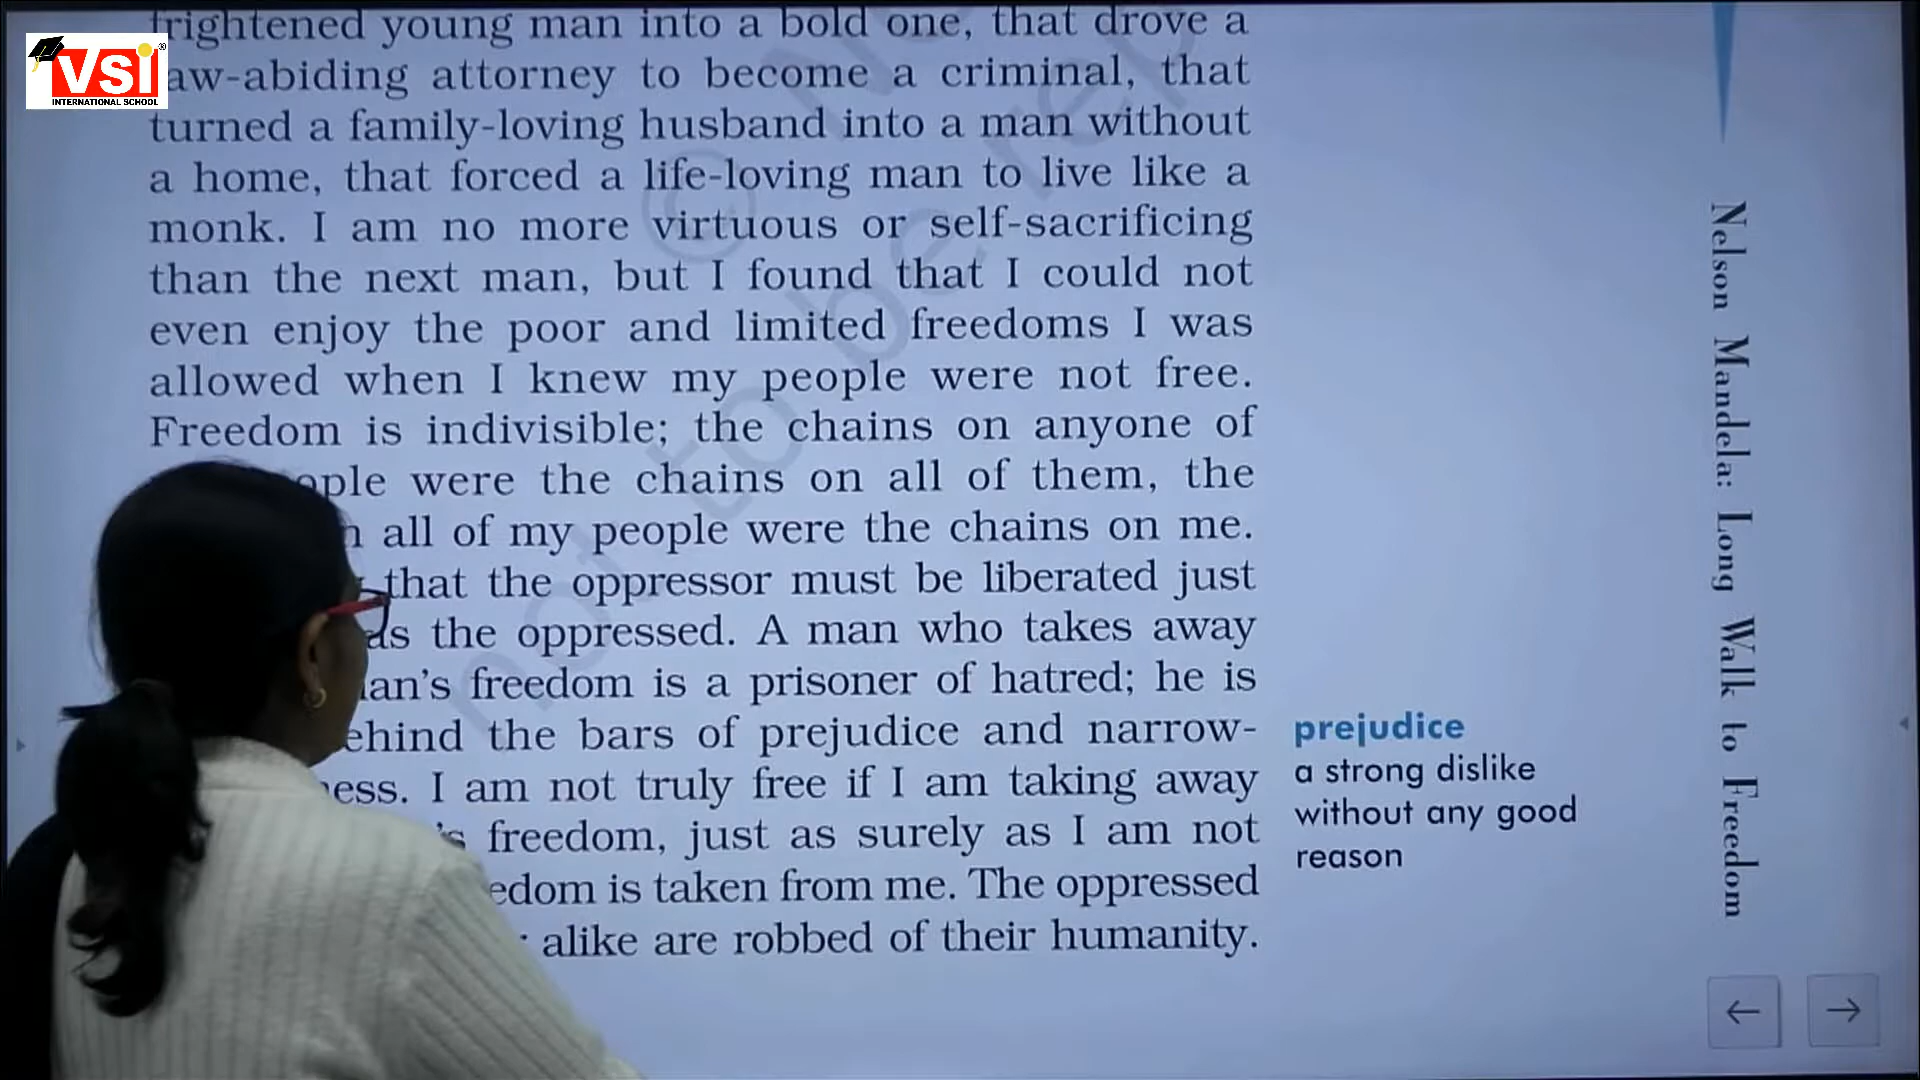 VSI
INTERNATIONAL SCHOOL
frightened young man into a bold one, that drove a
law-abiding attorney to become a criminal, that
turned a family-loving husband into a man without
a home, that forced a life-loving man to live like a
monk. I am no more virtuous or self-sacrificing
than the next man, but I found that I could not
even enjoy the poor and limited freedoms I was
allowed when I knew my people were not free.
Freedom is indivisible; the chains on anyone of
were the chains on all of them, the
all of my people were the chains on me.
that the oppressor must be liberated just
as the oppressed. A man who takes away
freedom is a prisoner of hatred; he is
the bars of prejudice and narrow-
I am not truly free if I am taking away
freedom, just as surely as I am not
is taken from me. The oppressed
alike are robbed of their humanity.
prejudice
a strong dislike
without any good
reason
Nelson Mandela: Long Walk to Freedom
not to be